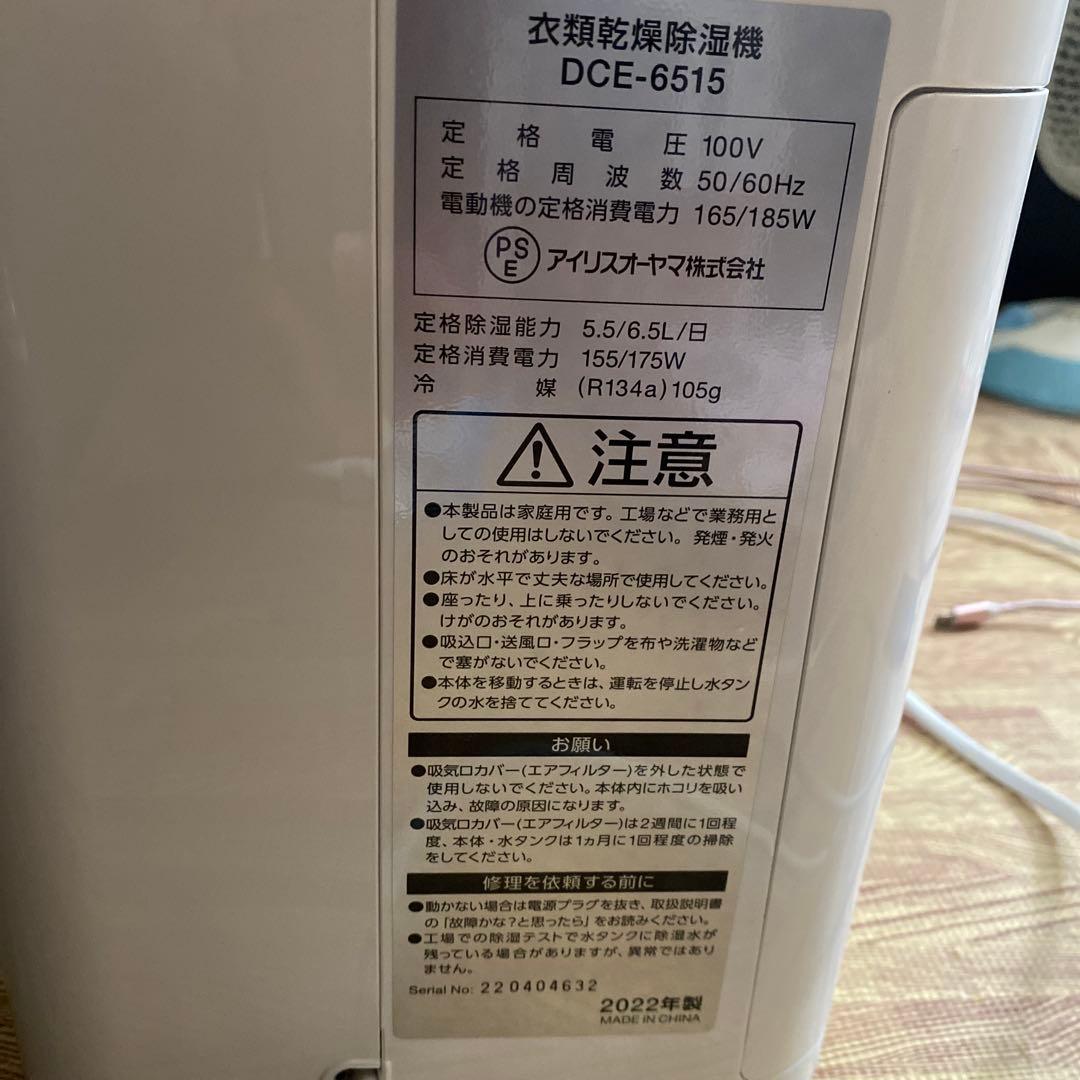 衣類乾燥除湿機
DCE-6515
定格電圧 100V
定格周波数 50/60Hz
電動機の定格消費電力 165/185W
PSE アイリスオーヤマ株式会社
定格除湿能力 5.5/6.5L/日
定格消費電力 155/175W
冷媒 (R134a)105g
注意
●本製品は家庭用です。工場などで業務用と
しての使用はしないでください。発煙・発火
のおそれがあります。
●床が水平で丈夫な場所で使用してください。
●座ったり、上に乗ったりしないでください。
けがのおそれがあります。
●吸込口・送風口・フラップを布や洗濯物など
で塞がないでください。
●本体を移動するときは、運転を停止し水タン
クの水を捨ててください。
お願い
●吸気口カバー(エアフィルター)を外した状態で
使用しないでください。本体内にホコリを吸い
込み、故障の原因になります。
●吸気口カバー(エアフィルター)は2週間に1回程
度、本体・水タンクは1ヵ月に1回程度の掃除
をしてください。
修理を依頼する前に
●動かない場合は電源プラグを抜き、取扱説明書
の「故障かな?と思ったら」をお読みください。
●工場での除湿テストで水タンクに除湿水が
残っている場合がありますが、異常ではあり
ません。
Serial No: 220404632
2022年製
MADE IN CHINA